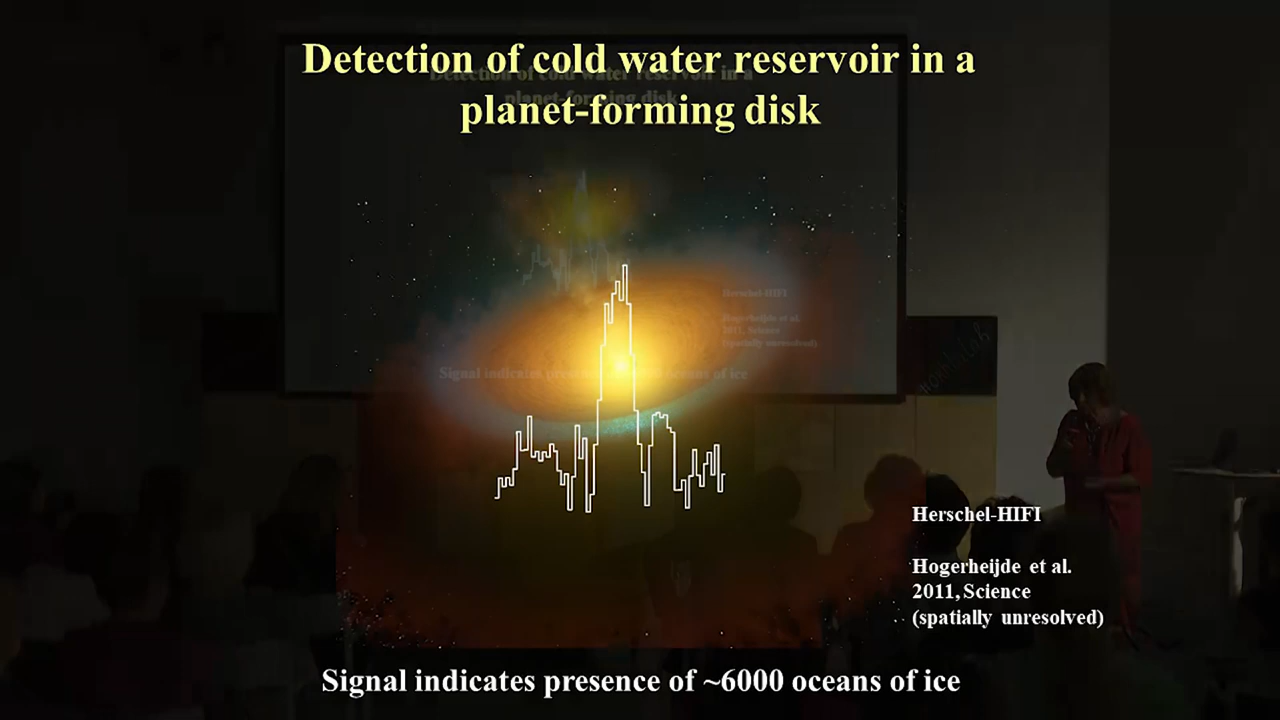 Detection of cold water reservoir in a
planet-forming disk
Herschel-HIFI
Hogerheijde et al.
2011, Science
(spatially unresolved)
Signal indicates presence of ~6000 oceans of ice